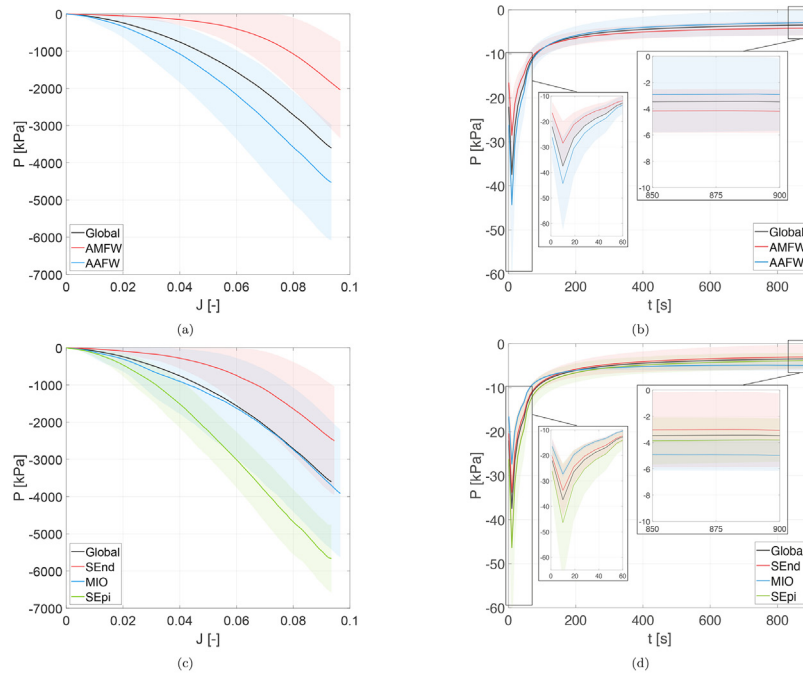 0
-1000
-2000
-3000
-4000
-5000
-6000
-7000
P [kPa]
Global
AMFW
AAFW
0 0.02 0.04 0.06 0.08 0.1
J [-]
(a)
0
-10
-20
-30
-40
-50
-60
P [kPa]
-10
-20
-30
-40
-50
-60
0 20 40 60
0
-2
-4
-6
-8
-10
850 875 900
Global
AMFW
AAFW
0 200 400 600 800
t [s]
(b)
0
-1000
-2000
-3000
-4000
-5000
-6000
-7000
P [kPa]
Global
SEnd
MIO
SEpi
0 0.02 0.04 0.06 0.08 0.1
J [-]
(c)
0
-10
-20
-30
-40
-50
-60
P [kPa]
-10
-20
-30
-40
-50
-60
0 20 40 60
0
-2
-4
-6
-8
-10
850 875 900
Global
SEnd
MIO
SEpi
0 200 400 600 800
t [s]
(d)